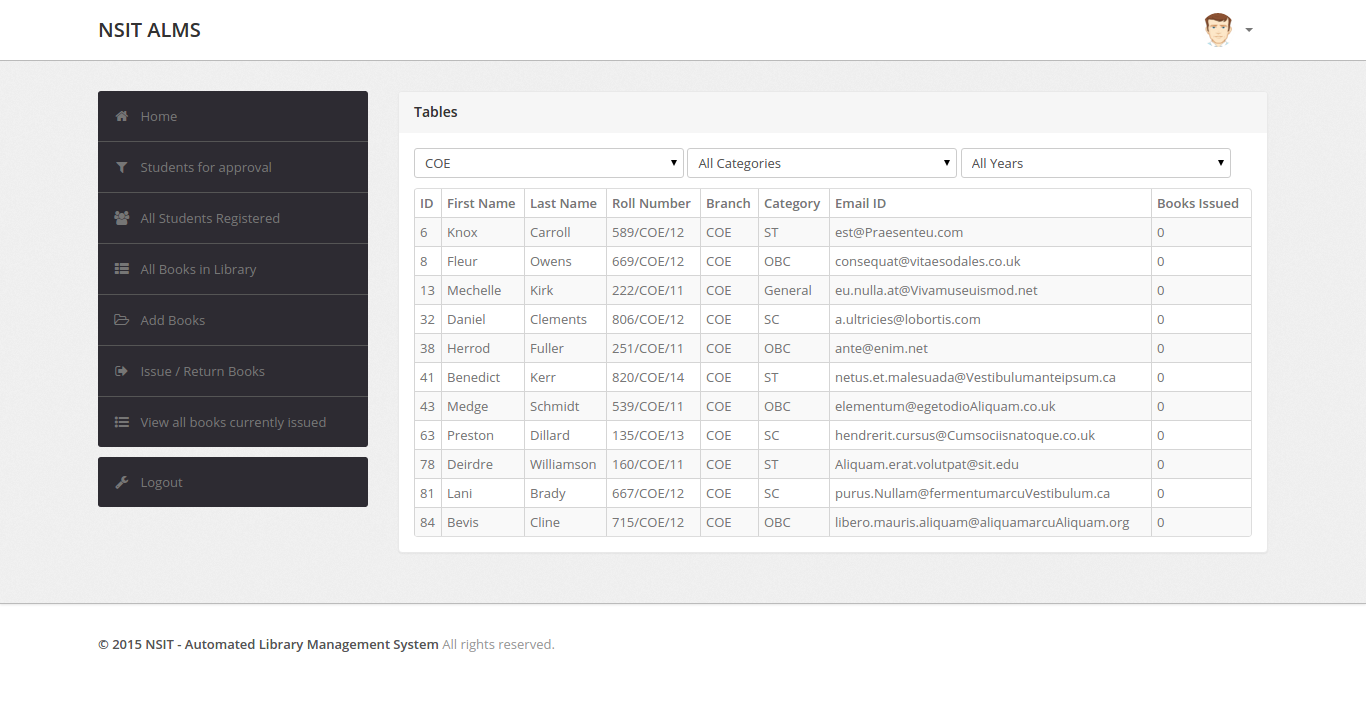 NSIT ALMS
Home
Students for approval
All Students Registered
All Books in Library
Add Books
Issue / Return Books
View all books currently issued
Logout
Tables
COE All Categories All Years
ID First Name Last Name Roll Number Branch Category Email ID Books Issued
6 Knox Carroll 589/COE/12 COE ST est@Praesenteu.com 0
8 Fleur Owens 669/COE/12 COE OBC consequat@vitaesodales.co.uk 0
13 Mechelle Kirk 222/COE/11 COE General eu.nulla.at@Vivamuseuismod.net 0
32 Daniel Clements 806/COE/12 COE SC a.ultricies@lobortis.com 0
38 Herrod Fuller 251/COE/11 COE OBC ante@enim.net 0
41 Benedict Kerr 820/COE/14 COE ST netus.et.malesuada@Vestibulumanteipsum.ca 0
43 Medge Schmidt 539/COE/11 COE OBC elementum@egetodioAliquam.co.uk 0
63 Preston Dillard 135/COE/13 COE SC hendrerit.cursus@Cumsociisnatoque.co.uk 0
78 Deirdre Williamson 160/COE/11 COE ST Aliquam.erat.volutpat@sit.edu 0
81 Lani Brady 667/COE/12 COE SC purus.Nullam@fermentumarcuVestibulum.ca 0
84 Bevis Cline 715/COE/12 COE OBC libero.mauris.aliquam@aliquamarcuAliquam.org 0
© 2015 NSIT - Automated Library Management System All rights reserved.